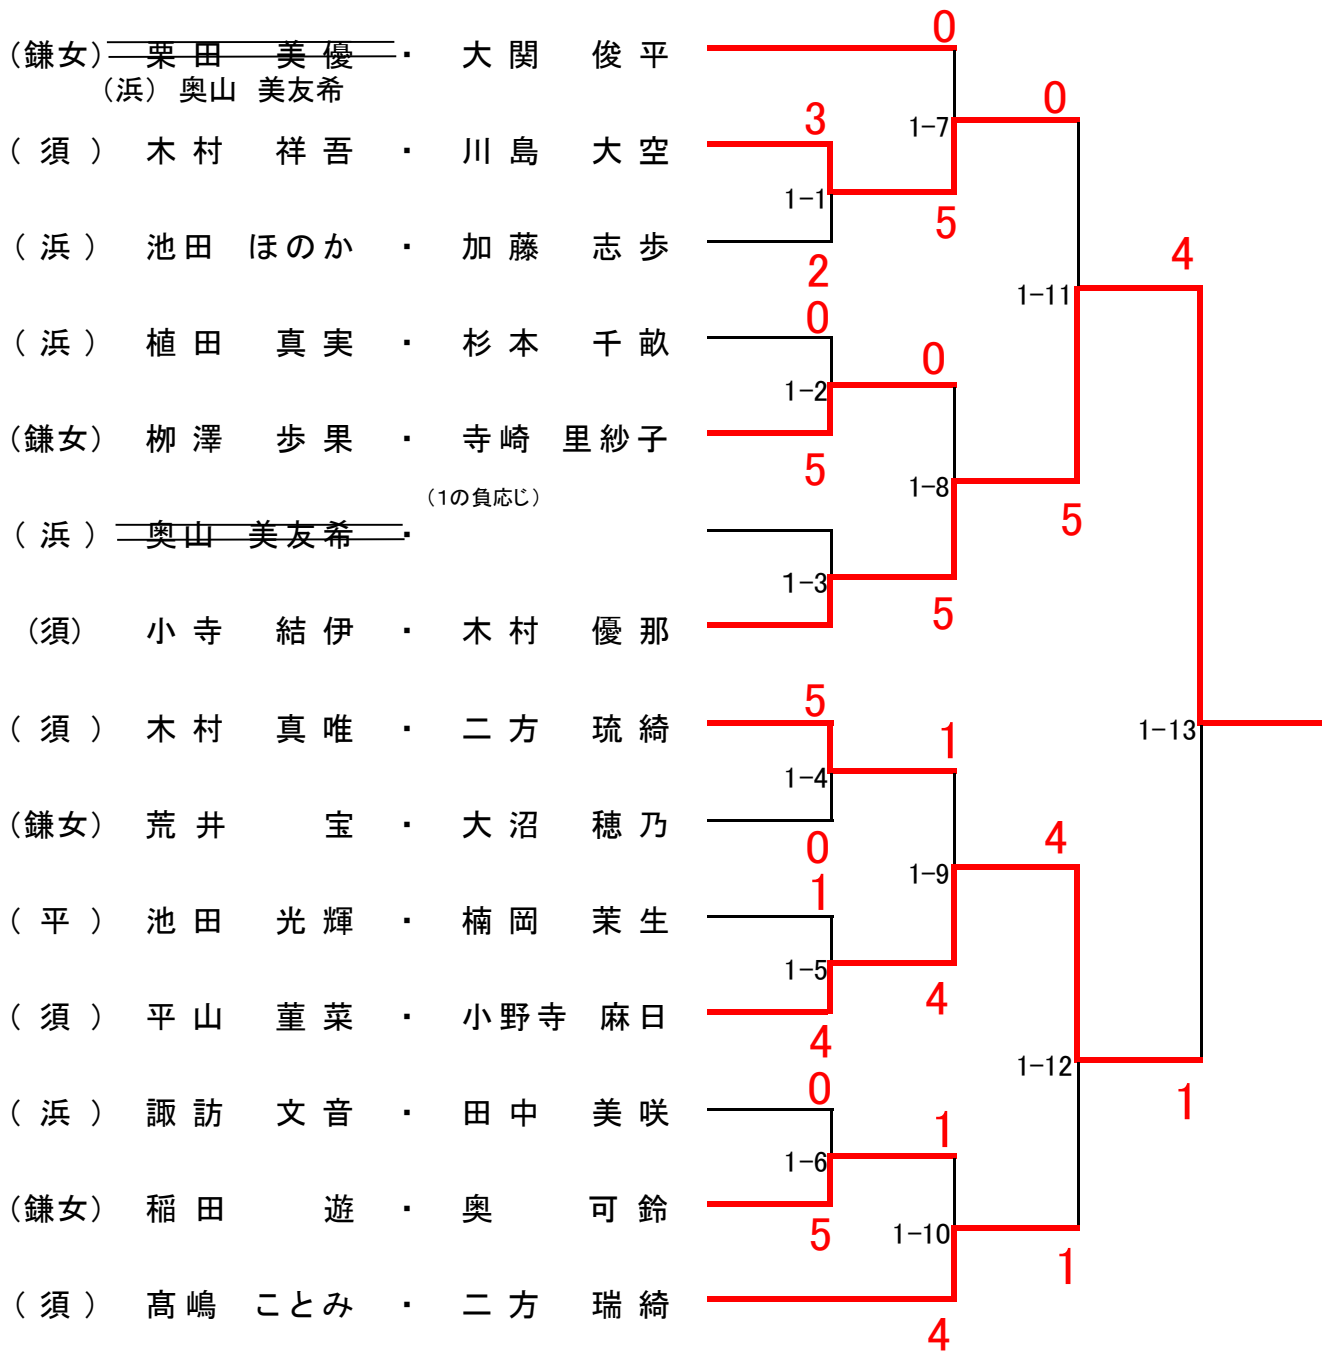 (鎌女) 栗田 美優 ・ 大関 俊平
0
(浜) 奥山 美友希
0
3
1-7
(須) 木村 祥吾 ・ 川島 大空
1-1
5
(浜) 池田 ほのか ・ 加藤 志歩
4
2
1-11
0
(浜) 植田 真実 ・ 杉本 千畝
0
1-2
(鎌女) 栁澤 歩果 ・ 寺崎 里紗子
5
1-8
(1の負応じ)
5
(浜) 奥山 美友希 ・
1-3
5
(須) 小寺 結伊 ・ 木村 優那
5
(須) 木村 真唯 ・ 二方 琉綺
1
1-13
1-4
(鎌女) 荒井 宝 ・ 大沼 穂乃
4
0
1-9
1
(平) 池田 光輝 ・ 楠岡 茉生
1-5
4
(須) 平山 菫菜 ・ 小野寺 麻日
4
1-12
0
(浜) 諏訪 文音 ・ 田中 美咲
1
1
1-6
(鎌女) 稲田 遊 ・ 奥 可鈴
5
1-10
1
(須) 髙嶋 ことみ ・ 二方 瑞綺
4